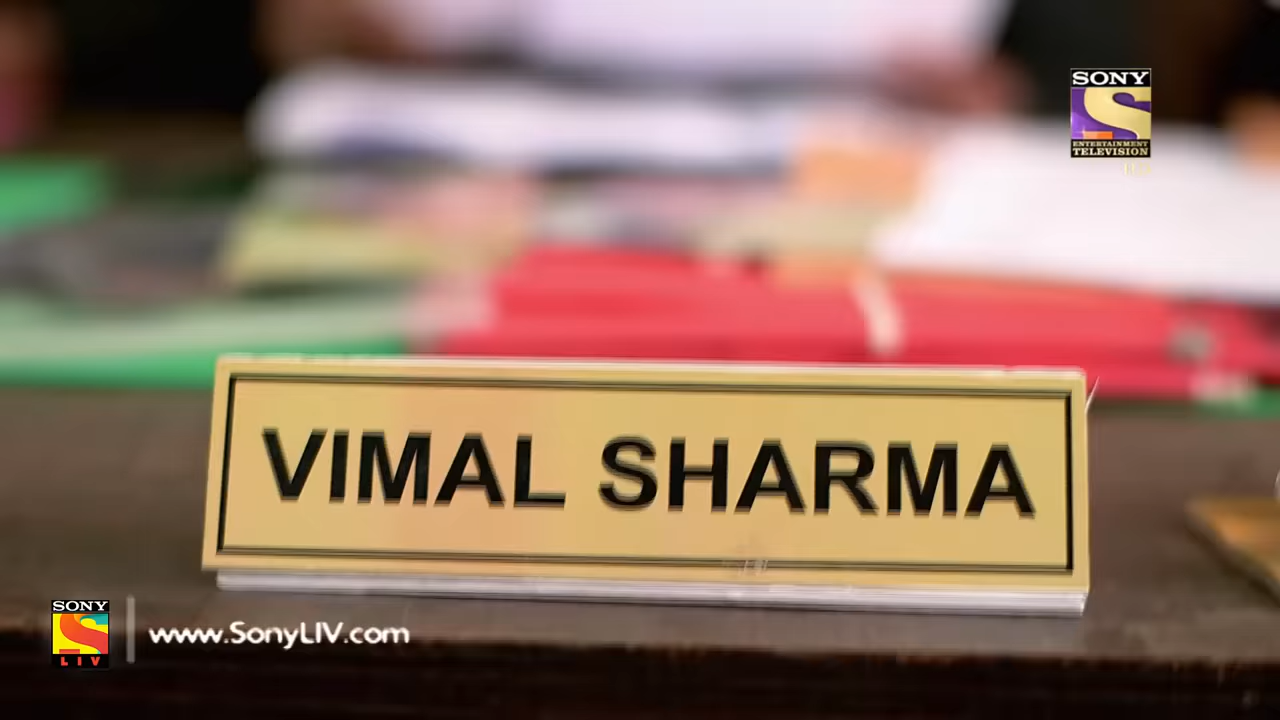 SONY
ENTERTAINMENT
TELEVISION
VIMAL SHARMA
SONY
LIV
www.SonyLIV.com